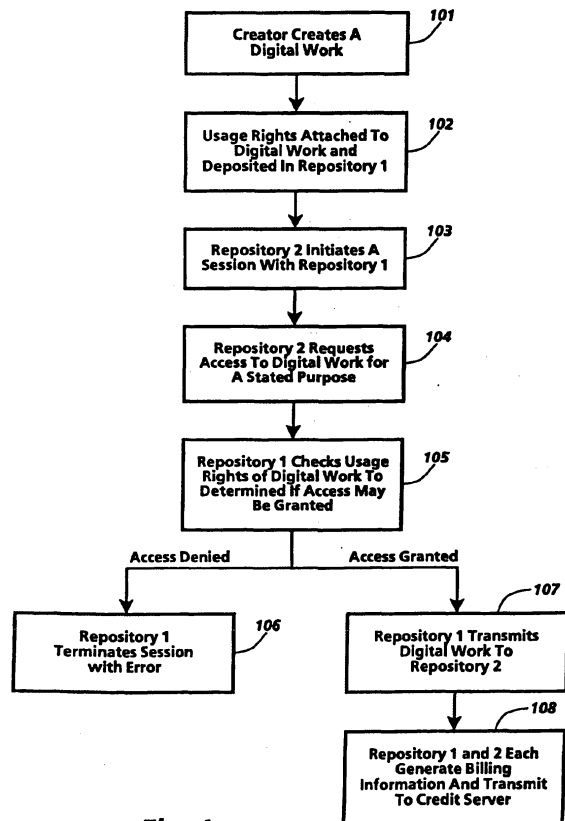 101
Creator Creates A
Digital Work
102
Usage Rights Attached To
Digital Work and
Deposited In Repository 1
103
Repository 2 Initiates A
Session With Repository 1
104
Repository 2 Requests
Access To Digital Work for
A Stated Purpose
105
Repository 1 Checks Usage
Rights of Digital Work To
Determined If Access May
Be Granted
Access Denied
Access Granted
106
Repository 1
Terminates Session
with Error
107
Repository 1 Transmits
Digital Work To
Repository 2
108
Repository 1 and 2 Each
Generate Billing
Information And Transmit
To Credit Server